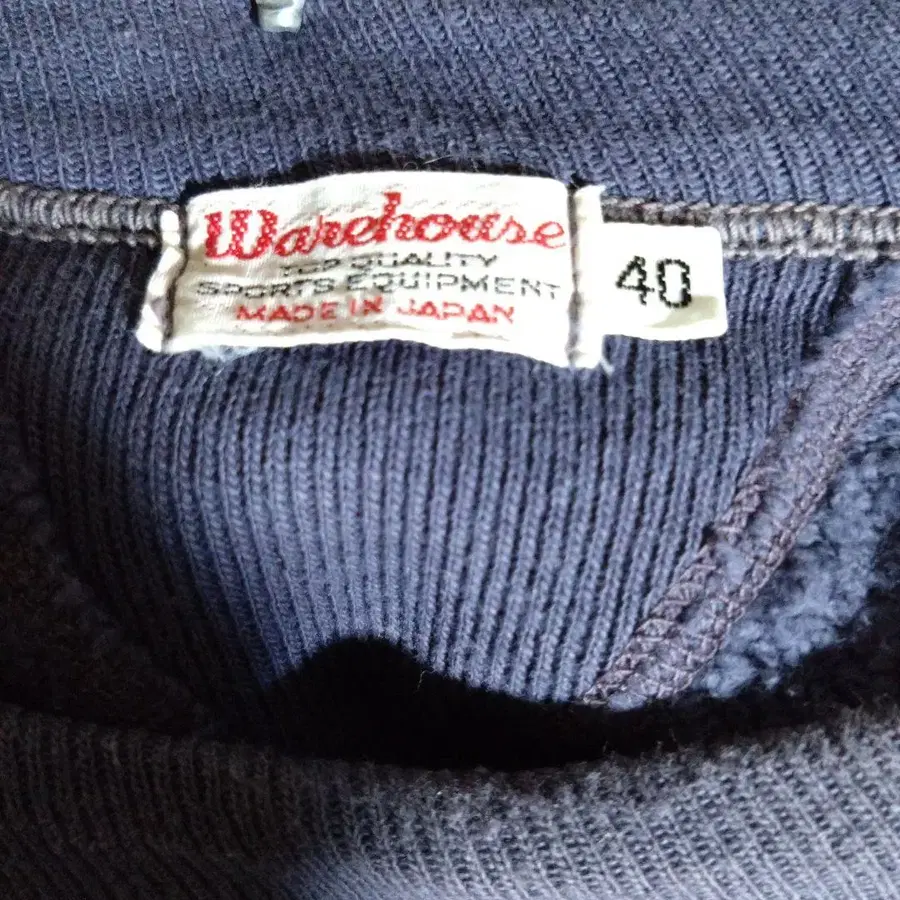 Warehouse
TOP QUALITY
SPORTS EQUIPMENT
MADE IN JAPAN
40